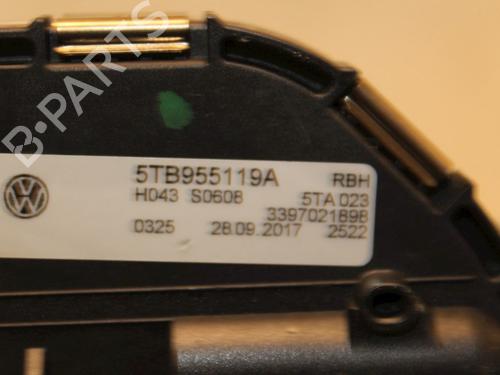 B-PARTS
5TB955119A RBH
H043 S0608 5TA 023
3397021898
0325 28.09.2017 2522